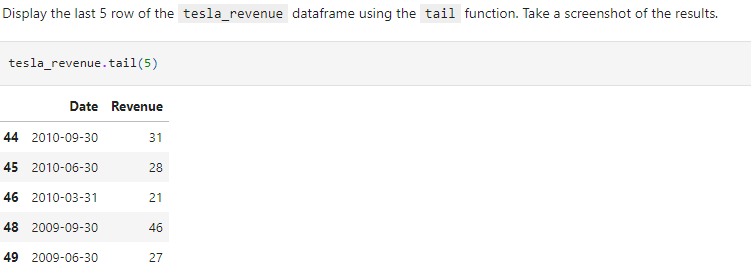 Display the last 5 row of the tesla_revenue dataframe using the tail function. Take a screenshot of the results.
tesla_revenue.tail(5)
Date Revenue
44 2010-09-30 31
45 2010-06-30 28
46 2010-03-31 21
48 2009-09-30 46
49 2009-06-30 27